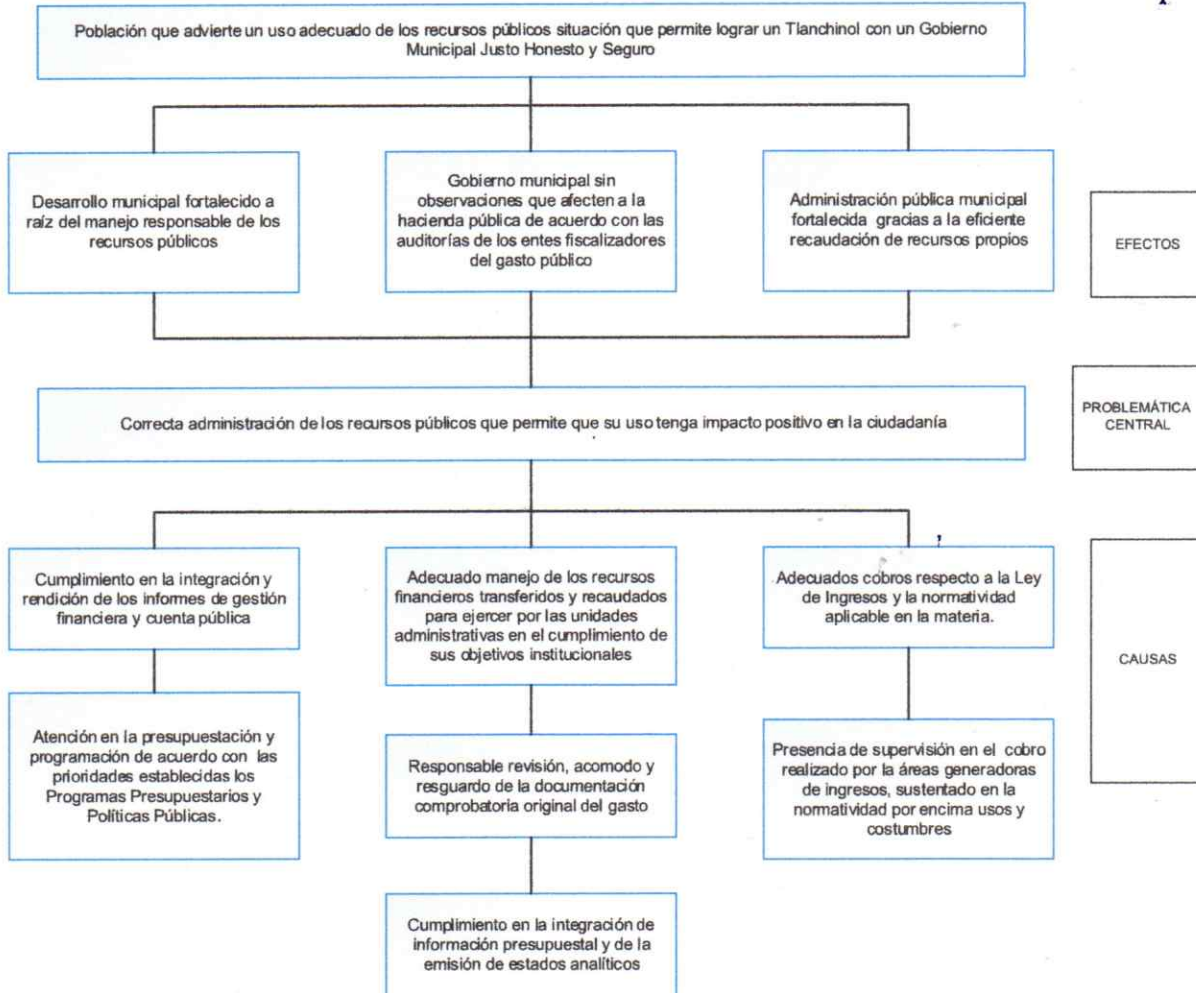 Población que advierte un uso adecuado de los recursos públicos situación que permite lograr un Tlanchinol con un Gobierno
Municipal Justo Honesto y Seguro
Desarrollo municipal fortalecido a
raíz del manejo responsable de los
recursos públicos
Gobierno municipal sin
observaciones que afecten a la
hacienda pública de acuerdo con las
auditorías de los entes fiscalizadores
del gasto público
Administración pública municipal
fortalecida gracias a la eficiente
recaudación de recursos propios
EFECTOS
Correcta administración de los recursos públicos que permite que su uso tenga impacto positivo en la ciudadanía
PROBLEMÁTICA
CENTRAL
Cumplimiento en la integración y
rendición de los informes de gestión
financiera y cuenta pública
Adecuado manejo de los recursos
financieros transferidos y recaudados
para ejercer por las unidades
administrativas en el cumplimiento de
sus objetivos institucionales
Adecuados cobros respecto a la Ley
de Ingresos y la normatividad
aplicable en la materia.
CAUSAS
Atención en la presupuestación y
programación de acuerdo con las
prioridades establecidas los
Programas Presupuestarios y
Políticas Públicas.
Responsable revisión, acomodo y
resguardo de la documentación
comprobatoria original del gasto
Presencia de supervisión en el cobro
realizado por la áreas generadoras
de ingresos, sustentado en la
normatividad por encima usos y
costumbres
Cumplimiento en la integración de
información presupuestal y de la
emisión de estados analíticos